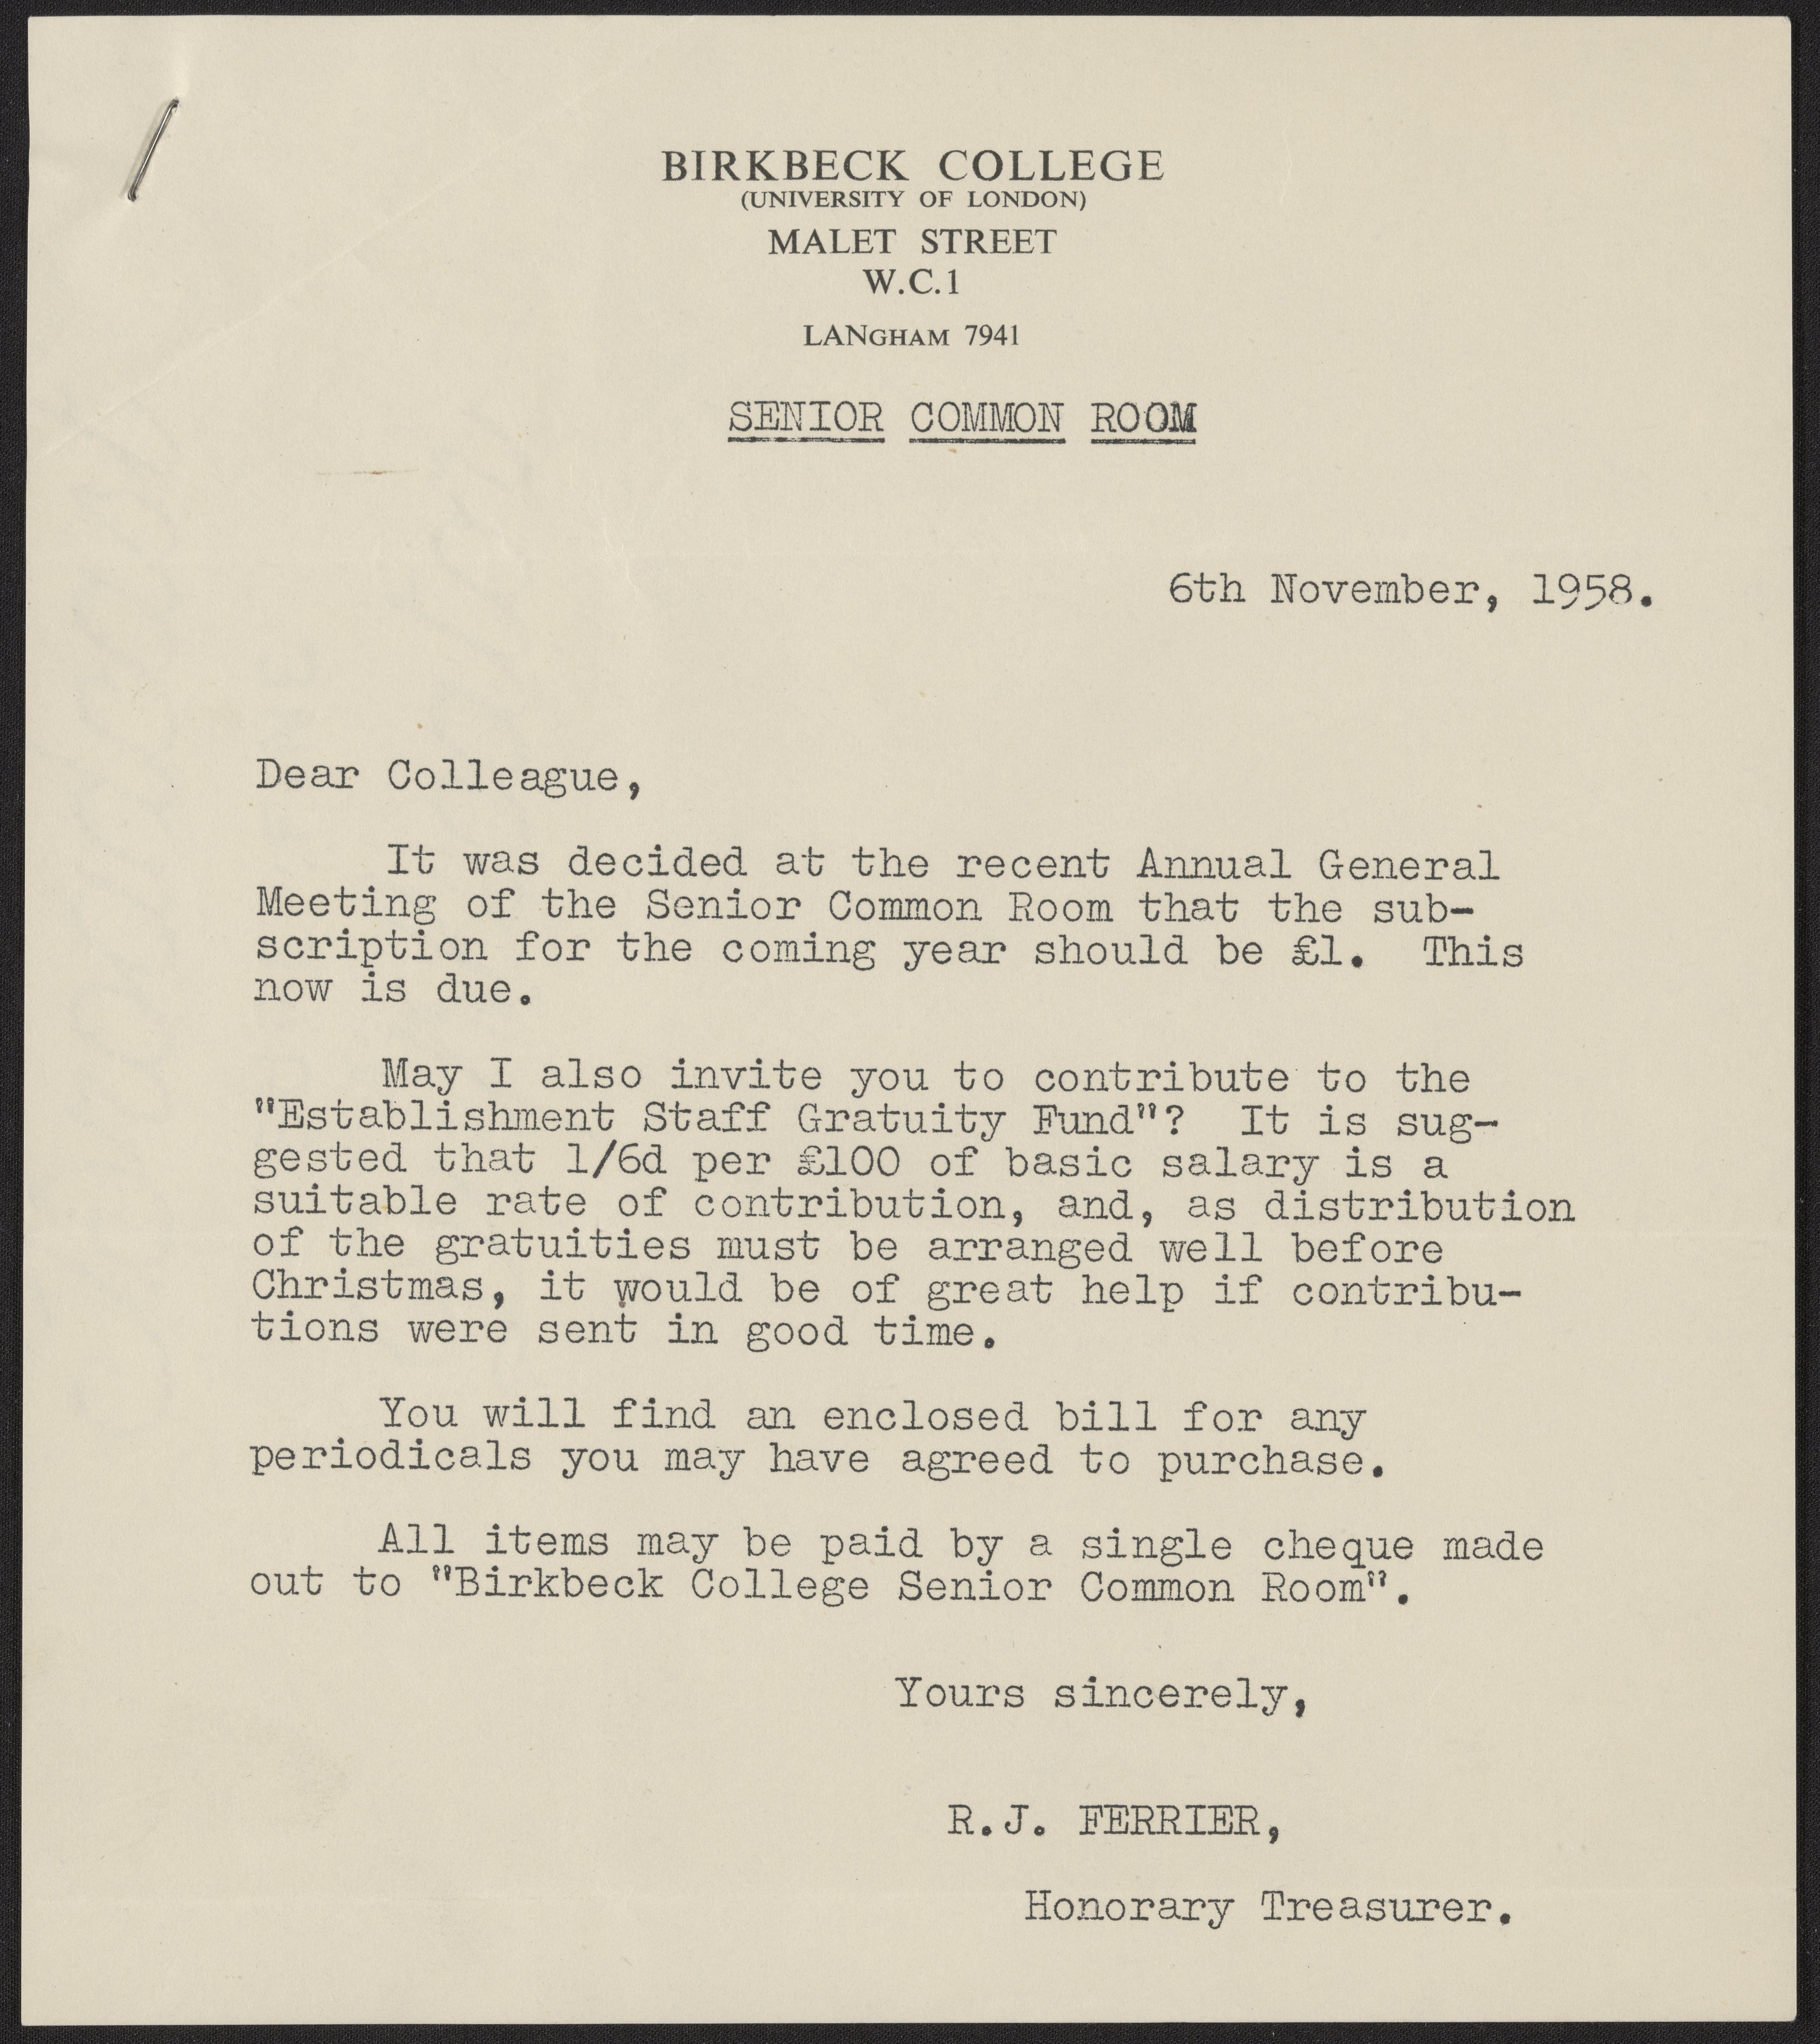 BIRKBECK COLLEGE
(UNIVERSITY OF LONDON)
MALET STREET
W.C.1
LANGHAM 7941
SENIOR COMMON ROOM
6th November, 1958.
Dear Colleague,
It was decided at the recent Annual General
Meeting of the Senior Common Room that the sub-
scription for the coming year should be £1. This
now is due.
May I also invite you to contribute to the
"Establishment Staff Gratuity Fund"? It is sug-
gested that 1/6d per £100 of basic salary is a
suitable rate of contribution, and, as distribution
of the gratuities must be arranged well before
Christmas, it would be of great help if contribu-
tions were sent in good time.
You will find an enclosed bill for any
periodicals you may have agreed to purchase.
All items may be paid by a single cheque made
out to "Birkbeck College Senior Common Room".
Yours sincerely,
R.J. FERRIER,
Honorary Treasurer.